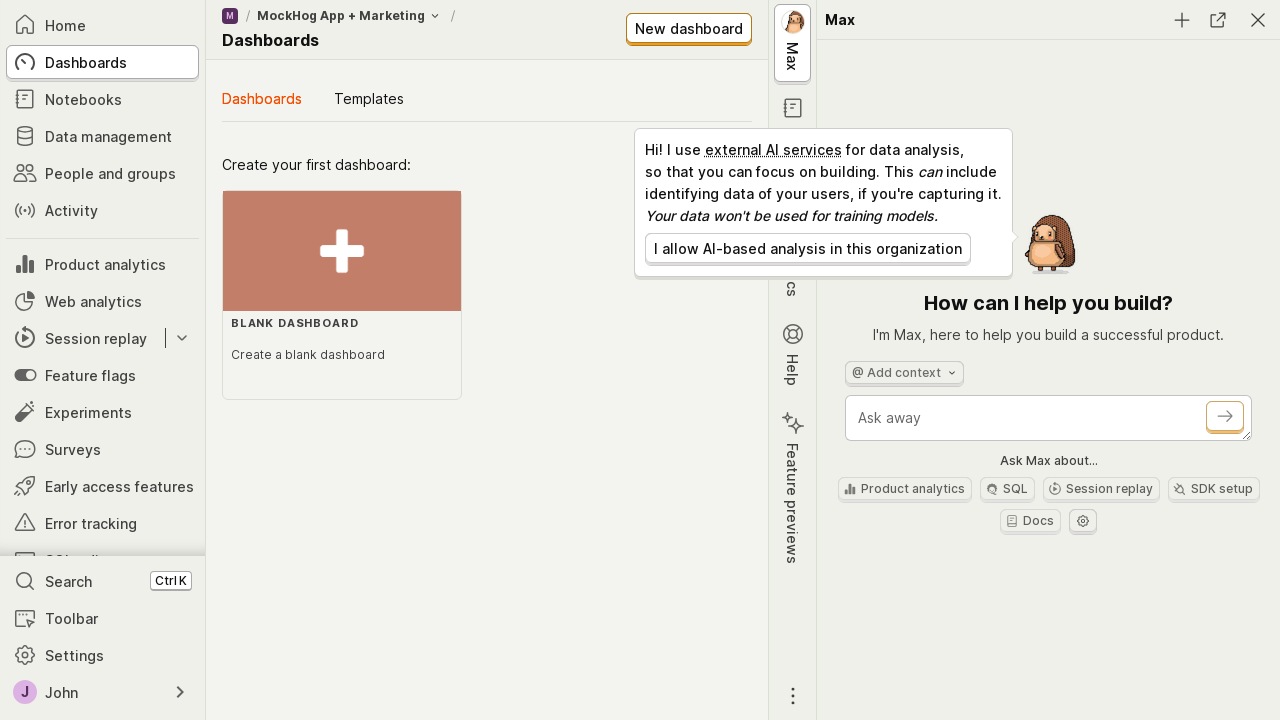 Home
Dashboards
Notebooks
Data management
People and groups
Activity
Product analytics
Web analytics
Session replay
Feature flags
Experiments
Surveys
Early access features
Error tracking
Search
Ctrl K
Toolbar
Settings
J
John
M
/
MockHog App + Marketing
/
Dashboards
New dashboard
Dashboards
Templates
Create your first dashboard:
BLANK DASHBOARD
Create a blank dashboard
Max
cs
Help
Feature previews
Max
Hi! I use external AI services for data analysis,
so that you can focus on building. This can include
identifying data of your users, if you're capturing it.
Your data won't be used for training models.
I allow AI-based analysis in this organization
How can I help you build?
I'm Max, here to help you build a successful product.
@ Add context
Ask away
Ask Max about...
Product analytics
SQL
Session replay
SDK setup
Docs